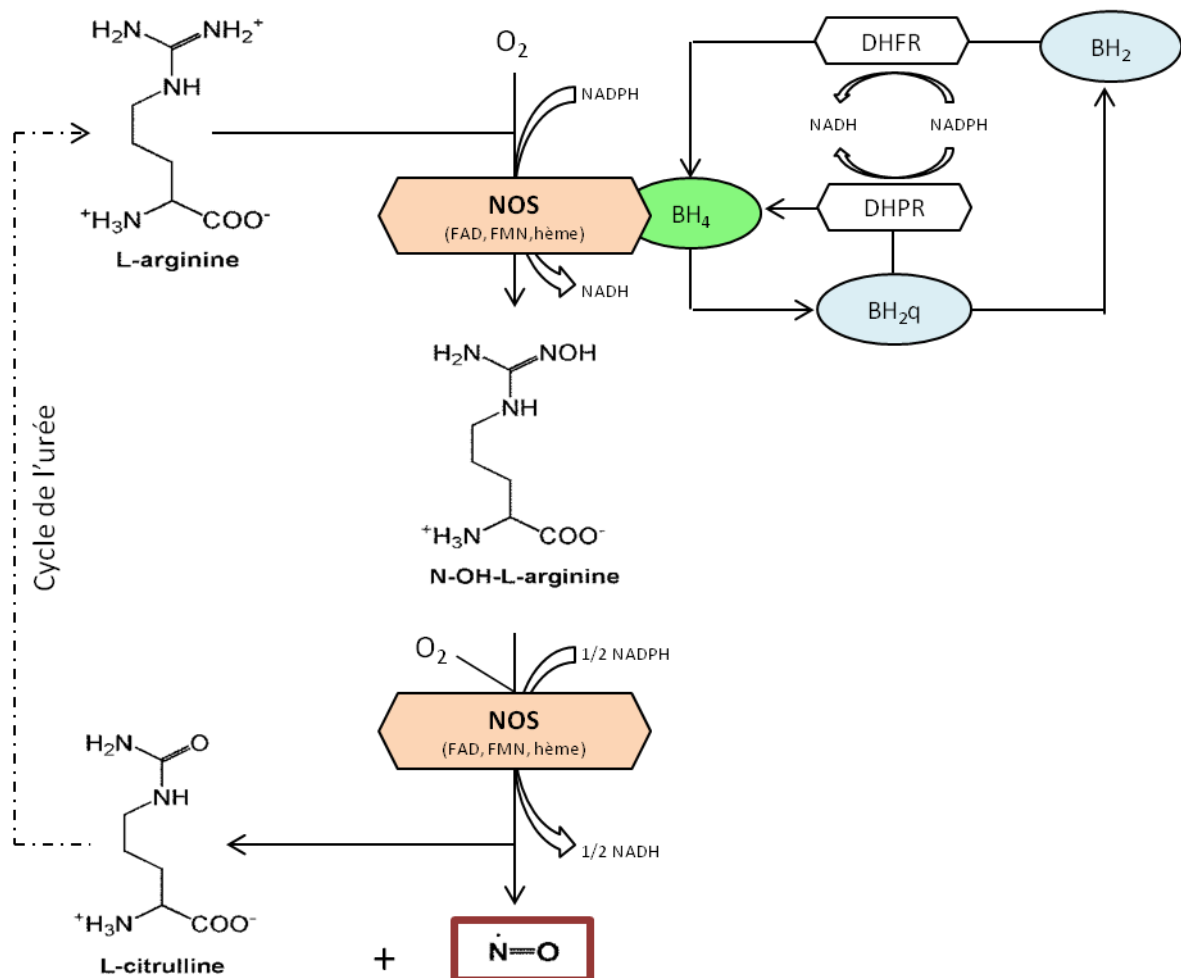 H₂N
NH₂⁺
NH
⁺H₃N
COO⁻
L-arginine
O₂
NADPH
NOS
(FAD, FMN, hème)
NADH
BH₄
DHFR
BH₂
NADH
NADPH
DHPR
BH₂q
H₂N
NOH
NH
⁺H₃N
COO⁻
N-OH-L-arginine
Cycle de l'urée
O₂
1/2 NADPH
NOS
(FAD, FMN, hème)
1/2 NADH
H₂N
O
NH
⁺H₃N
COO⁻
L-citrulline
+
Ṅ=O